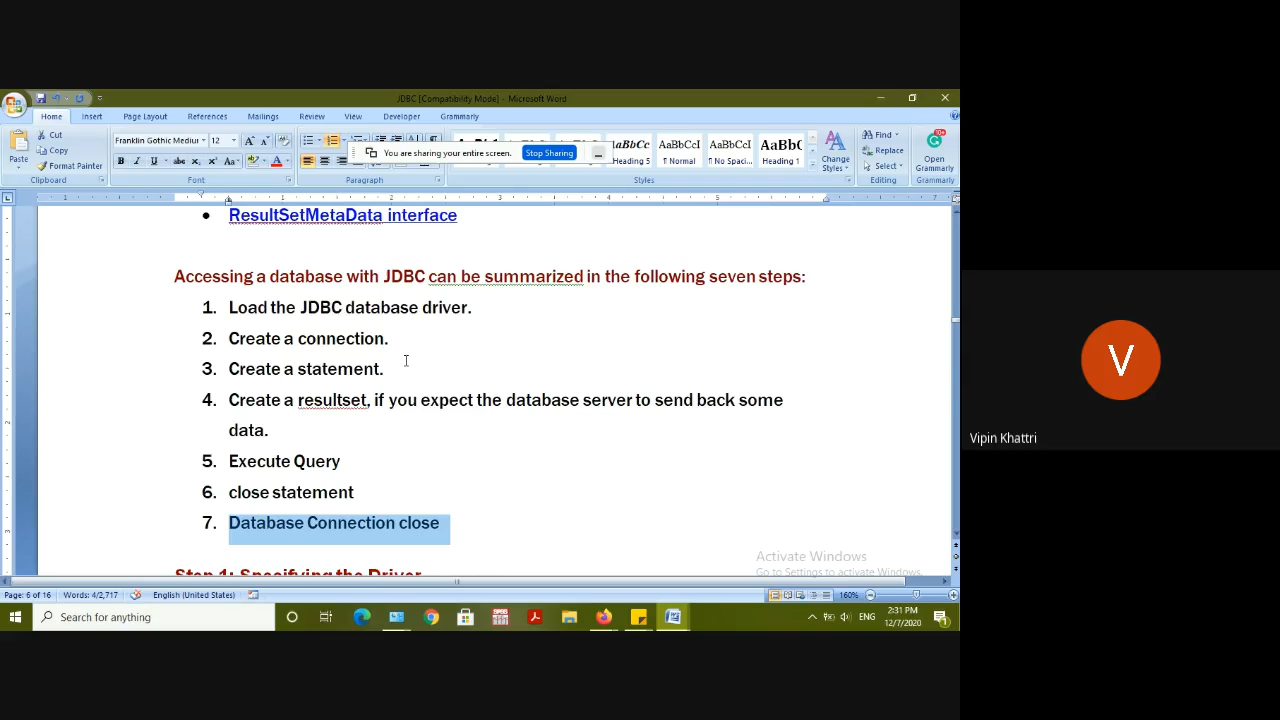 JDBC [Compatibility Mode] - Microsoft Word
Home Insert Page Layout References Mailings Review View Developer Grammarly
Paste
Cut
Copy
Format Painter
Clipboard
Franklin Gothic Mediun 12
Font
Paragraph
You are sharing your entire screen. Stop Sharing
Heading 5
AaBbCcI
¶ Normal
AaBbCcI
¶ No Spaci...
AaBbC
Heading 1
Styles
Change Styles
Find
Replace
Select
Editing
Open Grammarly
Grammarly
• ResultSetMetaData interface
Accessing a database with JDBC can be summarized in the following seven steps:
1. Load the JDBC database driver.
2. Create a connection.
3. Create a statement.
4. Create a resultset, if you expect the database server to send back some
data.
5. Execute Query
6. close statement
7. Database Connection close
Step 1: Specifying the Driver
Activate Windows
Go to Settings to activate Windows.
Page: 6 of 16 Words: 4/2,717 English (United States) 160%
Search for anything
ENG
2:31 PM
12/7/2020
V
Vipin Khattri